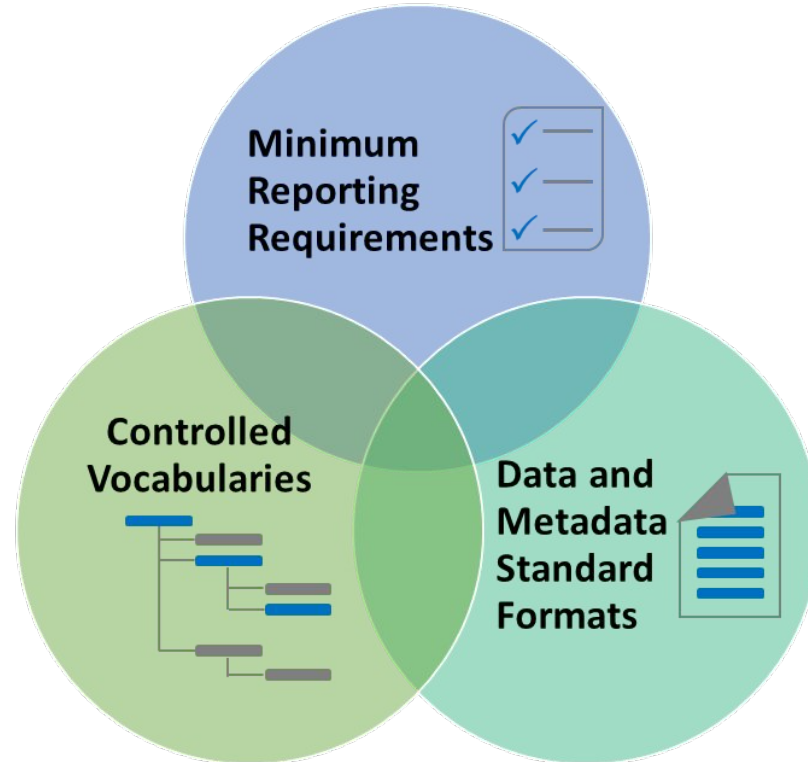 Minimum
Reporting
Requirements
Controlled
Vocabularies
Data and
Metadata
Standard
Formats